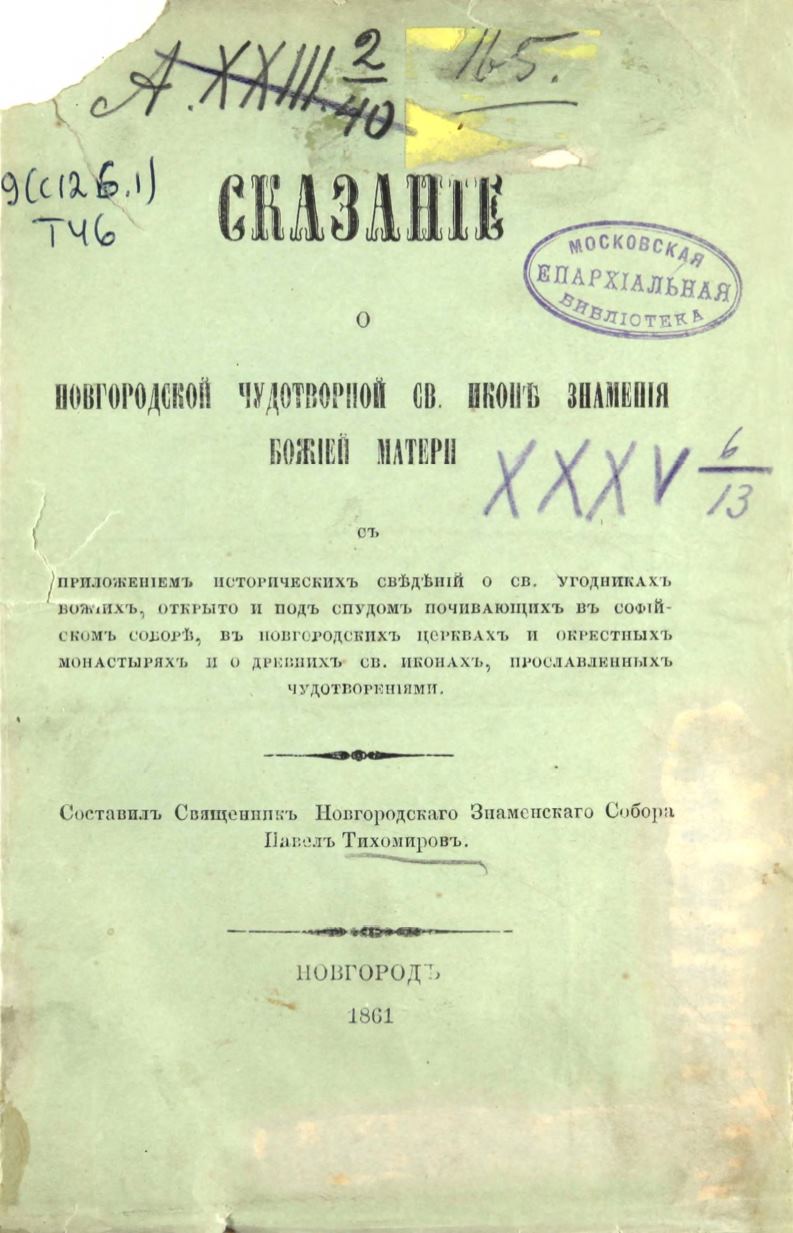 А.XXIII 2/40
165.
9(с126.1)
Т46
СКАЗАНІЕ
МОСКОВСКАЯ
ЕПАРХІАЛЬНАЯ
БИБЛІОТЕКА
О
НОВГОРОДСКОЙ ЧУДОТВОРНОЙ СВ. ИКОНѢ ЗНАМЕНІЯ
БОЖІЕЙ МАТЕРИ
XXXV 6/13
СЪ
ПРИЛОЖЕНІЕМЪ ИСТОРИЧЕСКИХЪ СВѢДѢНІЙ О СВ. УГОДНИКАХЪ
БОЖІИХЪ, ОТКРЫТО И ПОДЪ СПУДОМЪ ПОЧИВАЮЩИХЪ ВЪ СОФІЙ-
СКОМЪ СОБОРѢ, ВЪ НОВГОРОДСКИХЪ ЦЕРКВАХЪ И ОКРЕСТНЫХЪ
МОНАСТЫРЯХЪ И О ДРЕВНИХЪ СВ. ИКОНАХЪ, ПРОСЛАВЛЕННЫХЪ
ЧУДОТВОРЕНІЯМИ.
Составилъ Священникъ Новгородскаго Знаменскаго Собора
Павелъ Тихомировъ.
НОВГОРОДЪ
1861